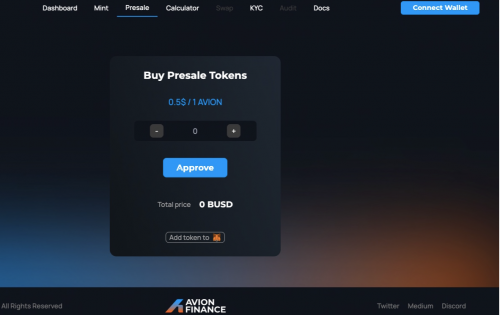 Dashboard Mint Presale Calculator Swap KYC Audit Docs Connect Wallet
Buy Presale Tokens
0.5$ / 1 AVION
- 0 +
Approve
Total price 0 BUSD
Add token to
All Rights Reserved
AVION
FINANCE
Twitter Medium Discord